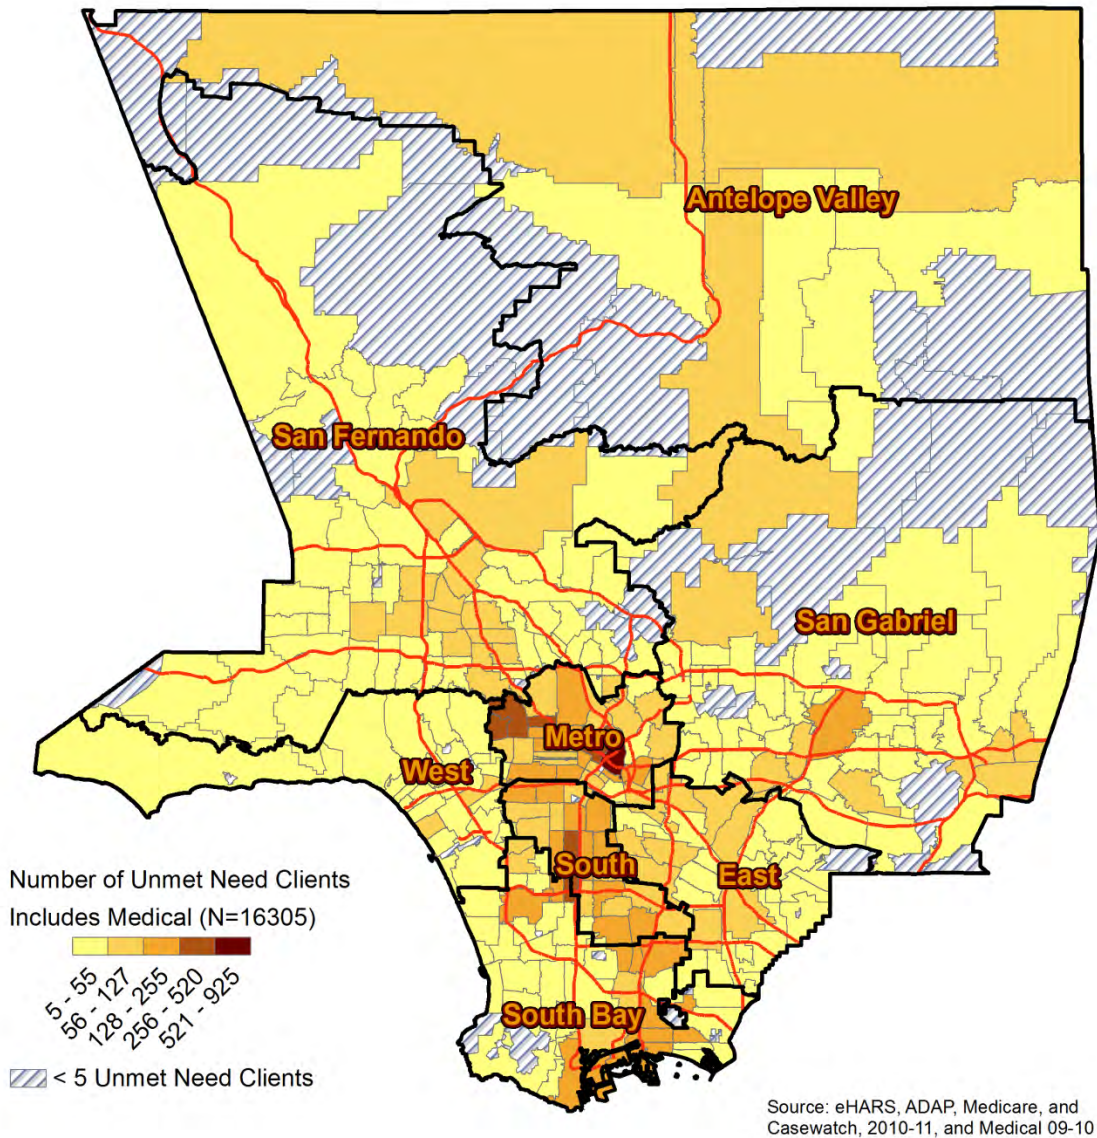 Antelope Valley
San Fernando
San Gabriel
Metro
West
South
East
South Bay
Number of Unmet Need Clients
Includes Medical (N=16305)
5 - 55
56 - 127
128 - 255
256 - 520
521 - 925
< 5 Unmet Need Clients
Source: eHARS, ADAP, Medicare, and
Casewatch, 2010-11, and Medical 09-10